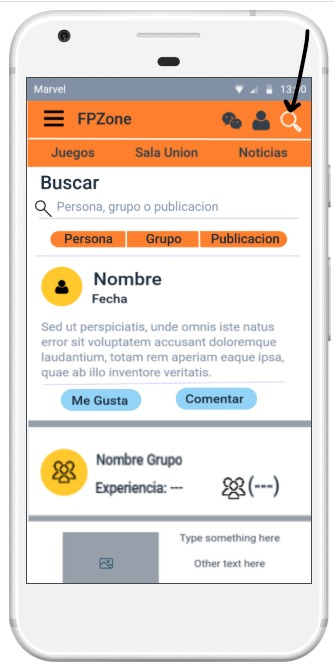 Marvel
FPZone
Juegos Sala Union Noticias
Buscar
Persona, grupo o publicacion
Persona Grupo Publicacion
Nombre
Fecha
Sed ut perspiciatis, unde omnis iste natus
error sit voluptatem accusant doloremque
laudantium, totam rem aperiam eaque ipsa,
quae ab illo inventore veritatis.
Me Gusta Comentar
Nombre Grupo
Experiencia: --- (---)
Type something here
Other text here